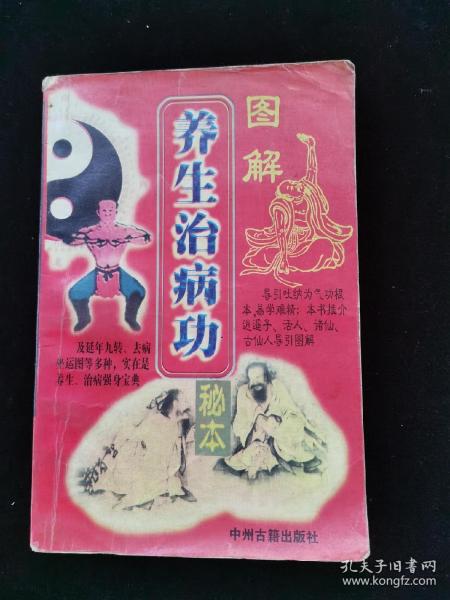 图解
养生治病功
秘本
导引吐纳为气功根
本，易学难精；本书推介
逍遥子、活人、诸仙、
古仙人导引图解
及延年九转、去病
坐运图等多种，实在是
养生、治病强身宝典
中州古籍出版社
孔夫子旧书网
www.kongfz.com